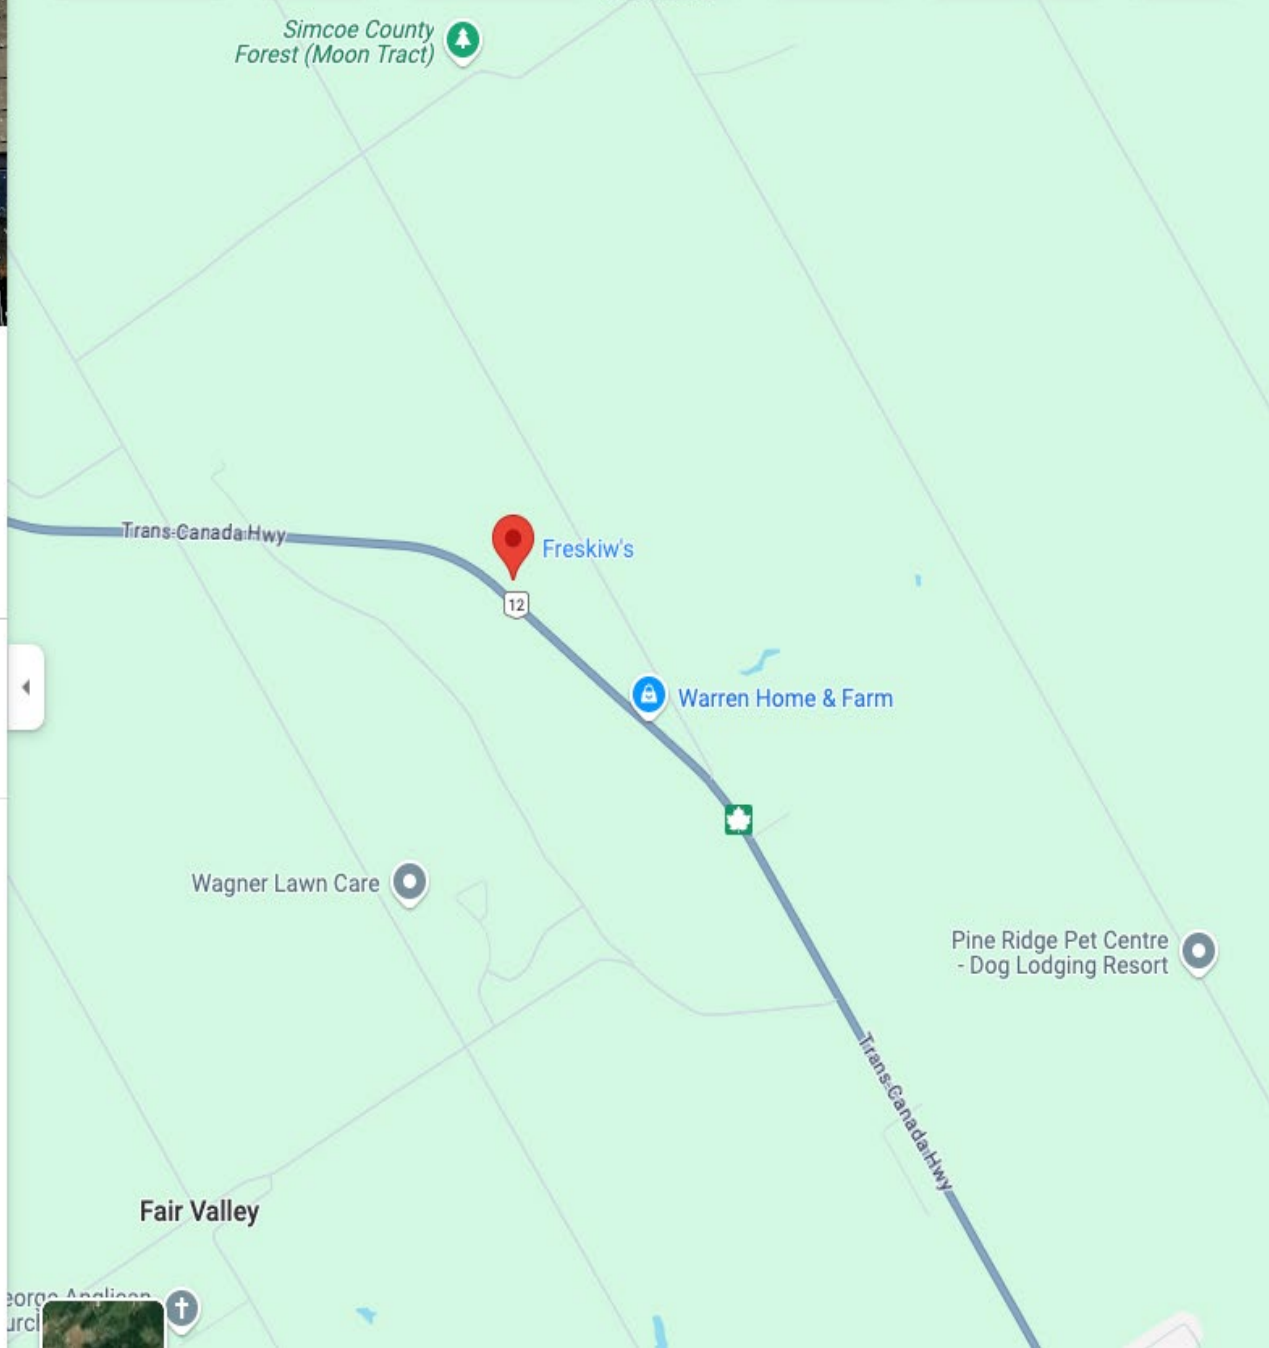 Simcoe County
Forest (Moon Tract)
Trans-Canada Hwy
Freskiw's
12
Warren Home & Farm
Wagner Lawn Care
Pine Ridge Pet Centre
- Dog Lodging Resort
Trans-Canada Hwy
Fair Valley